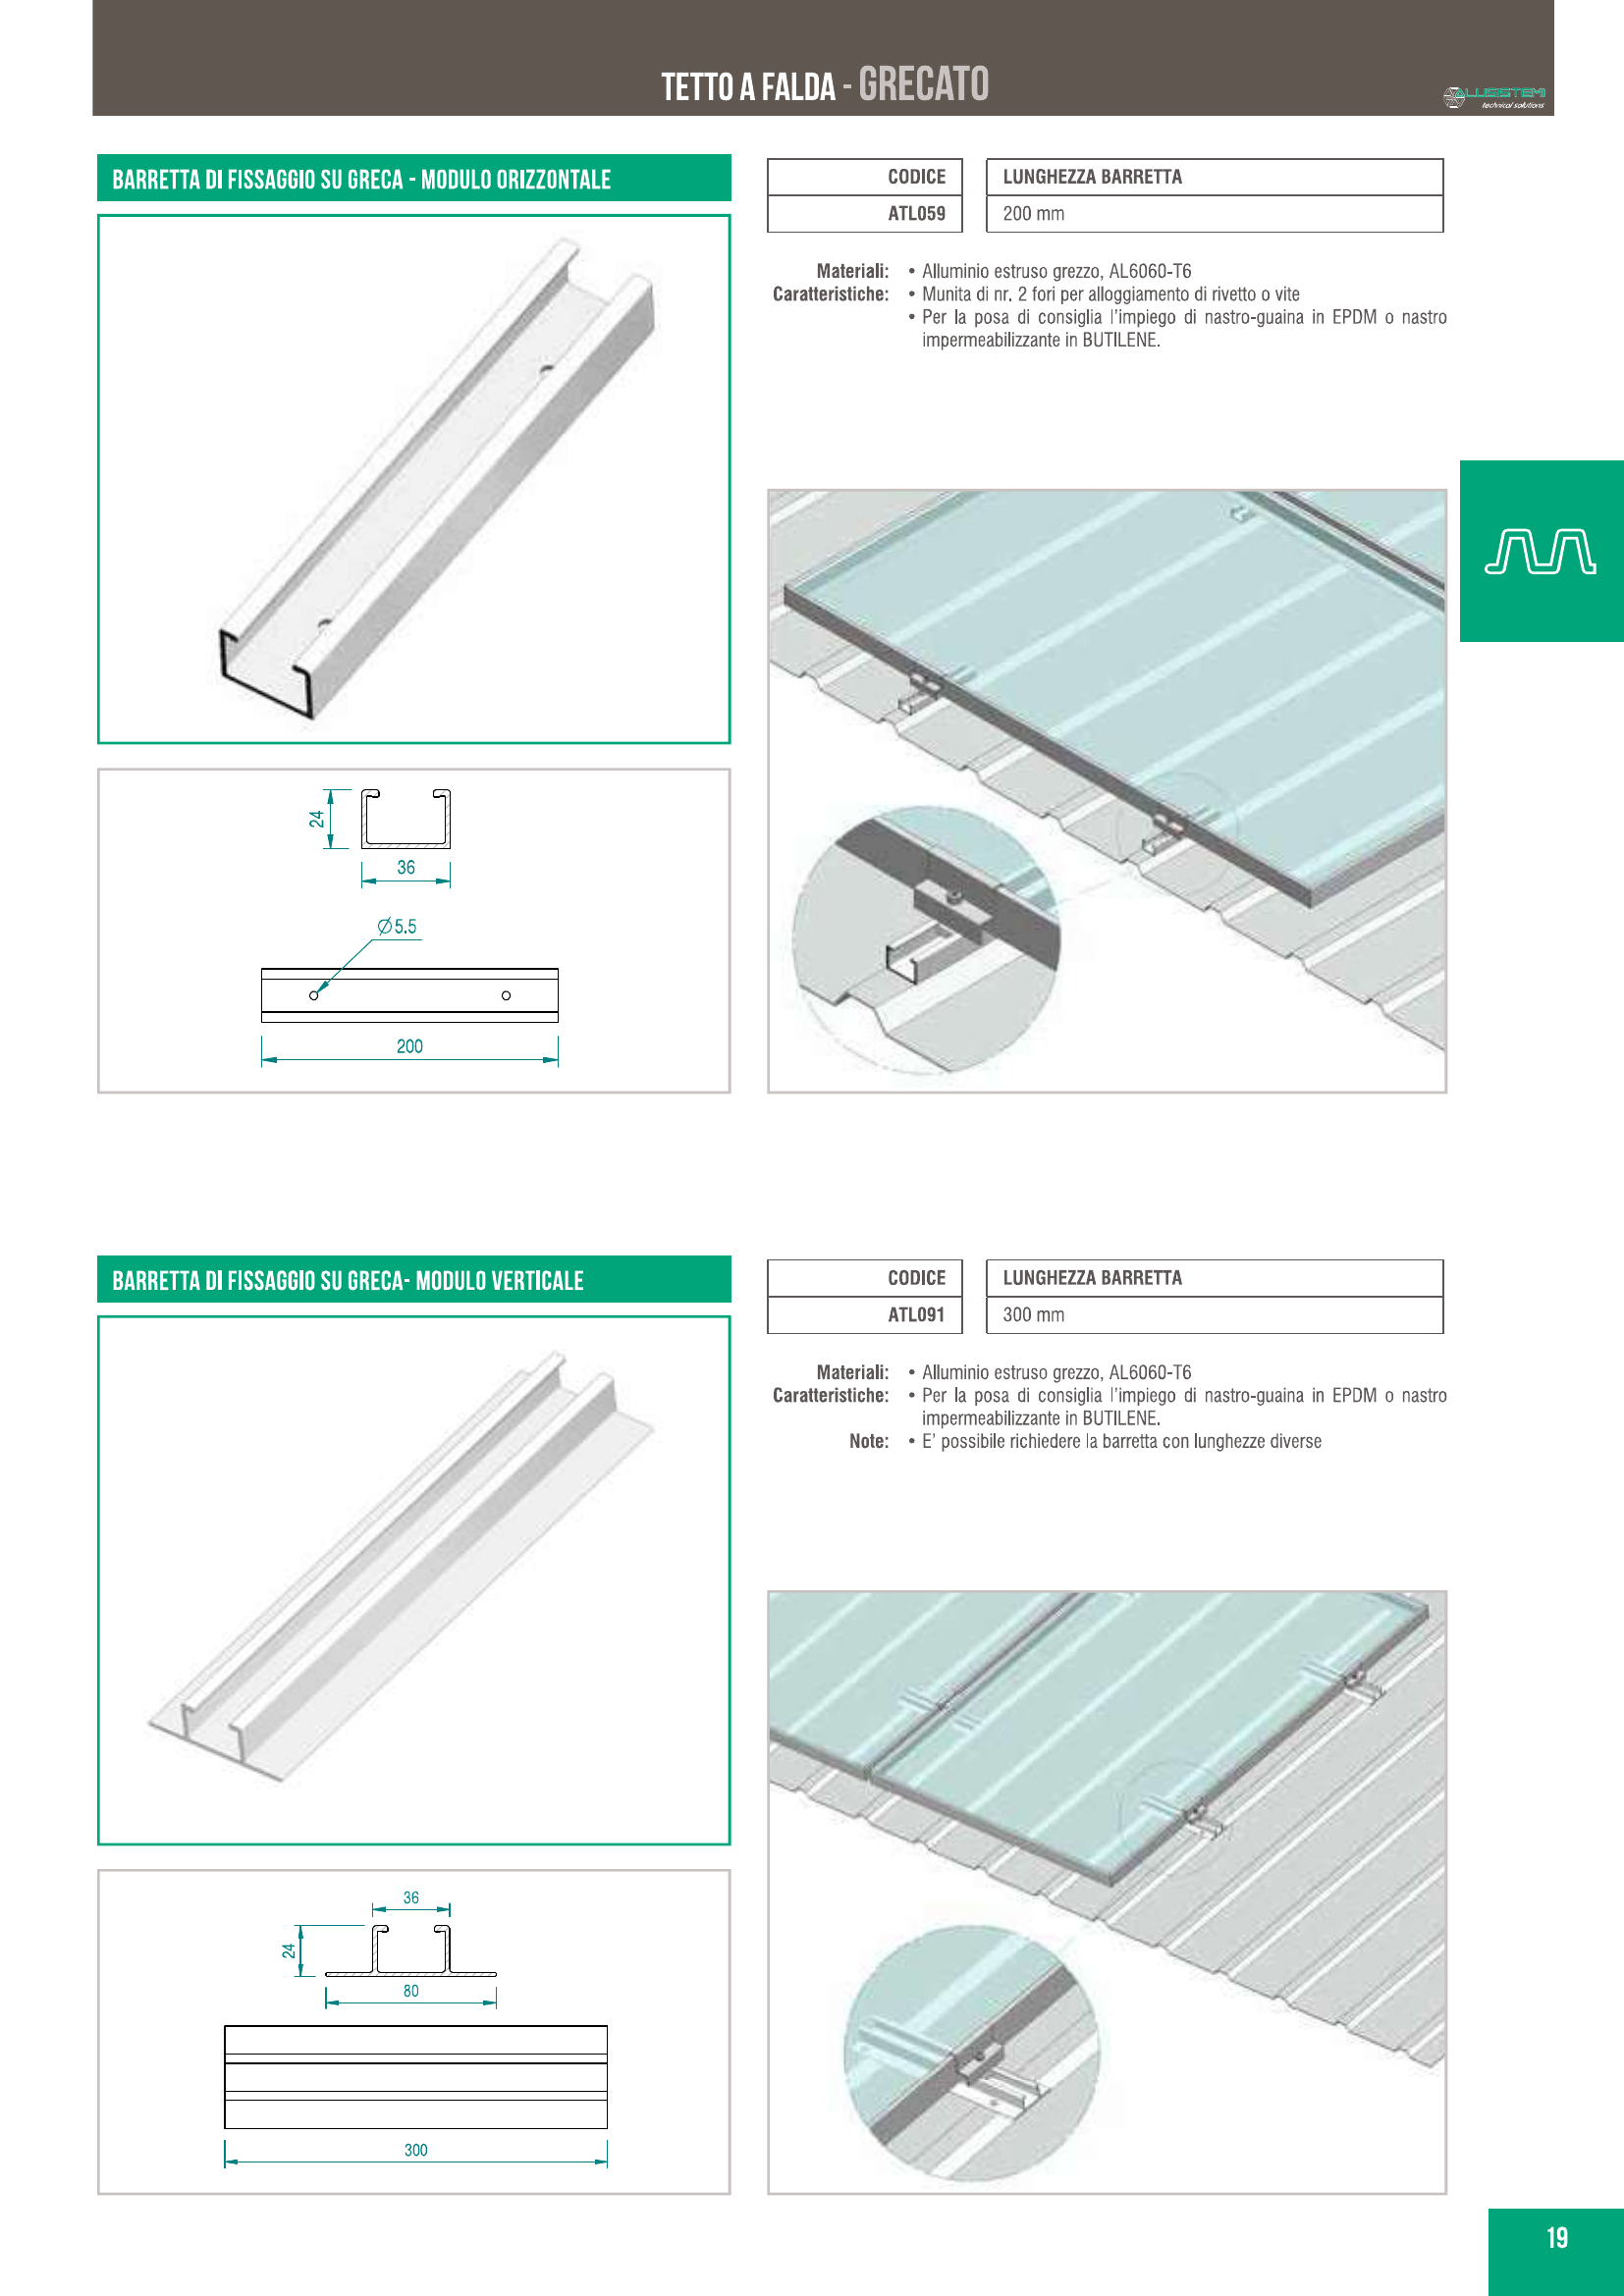 TETTO A FALDA - GRECATO
ALUSISTEMI
technical solutions
BARRETTA DI FISSAGGIO SU GRECA - MODULO ORIZZONTALE
CODICE LUNGHEZZA BARRETTA
ATL059 200 mm
Materiali: • Alluminio estruso grezzo, AL6060-T6
Caratteristiche: • Munita di nr. 2 fori per alloggiamento di rivetto o vite
• Per la posa di consiglia l'impiego di nastro-guaina in EPDM o nastro
impermeabilizzante in BUTILENE.
24
36
Ø5.5
200
BARRETTA DI FISSAGGIO SU GRECA- MODULO VERTICALE
CODICE LUNGHEZZA BARRETTA
ATL091 300 mm
Materiali: • Alluminio estruso grezzo, AL6060-T6
Caratteristiche: • Per la posa di consiglia l'impiego di nastro-guaina in EPDM o nastro
impermeabilizzante in BUTILENE.
Note: • E' possibile richiedere la barretta con lunghezze diverse
36
24
80
300
19